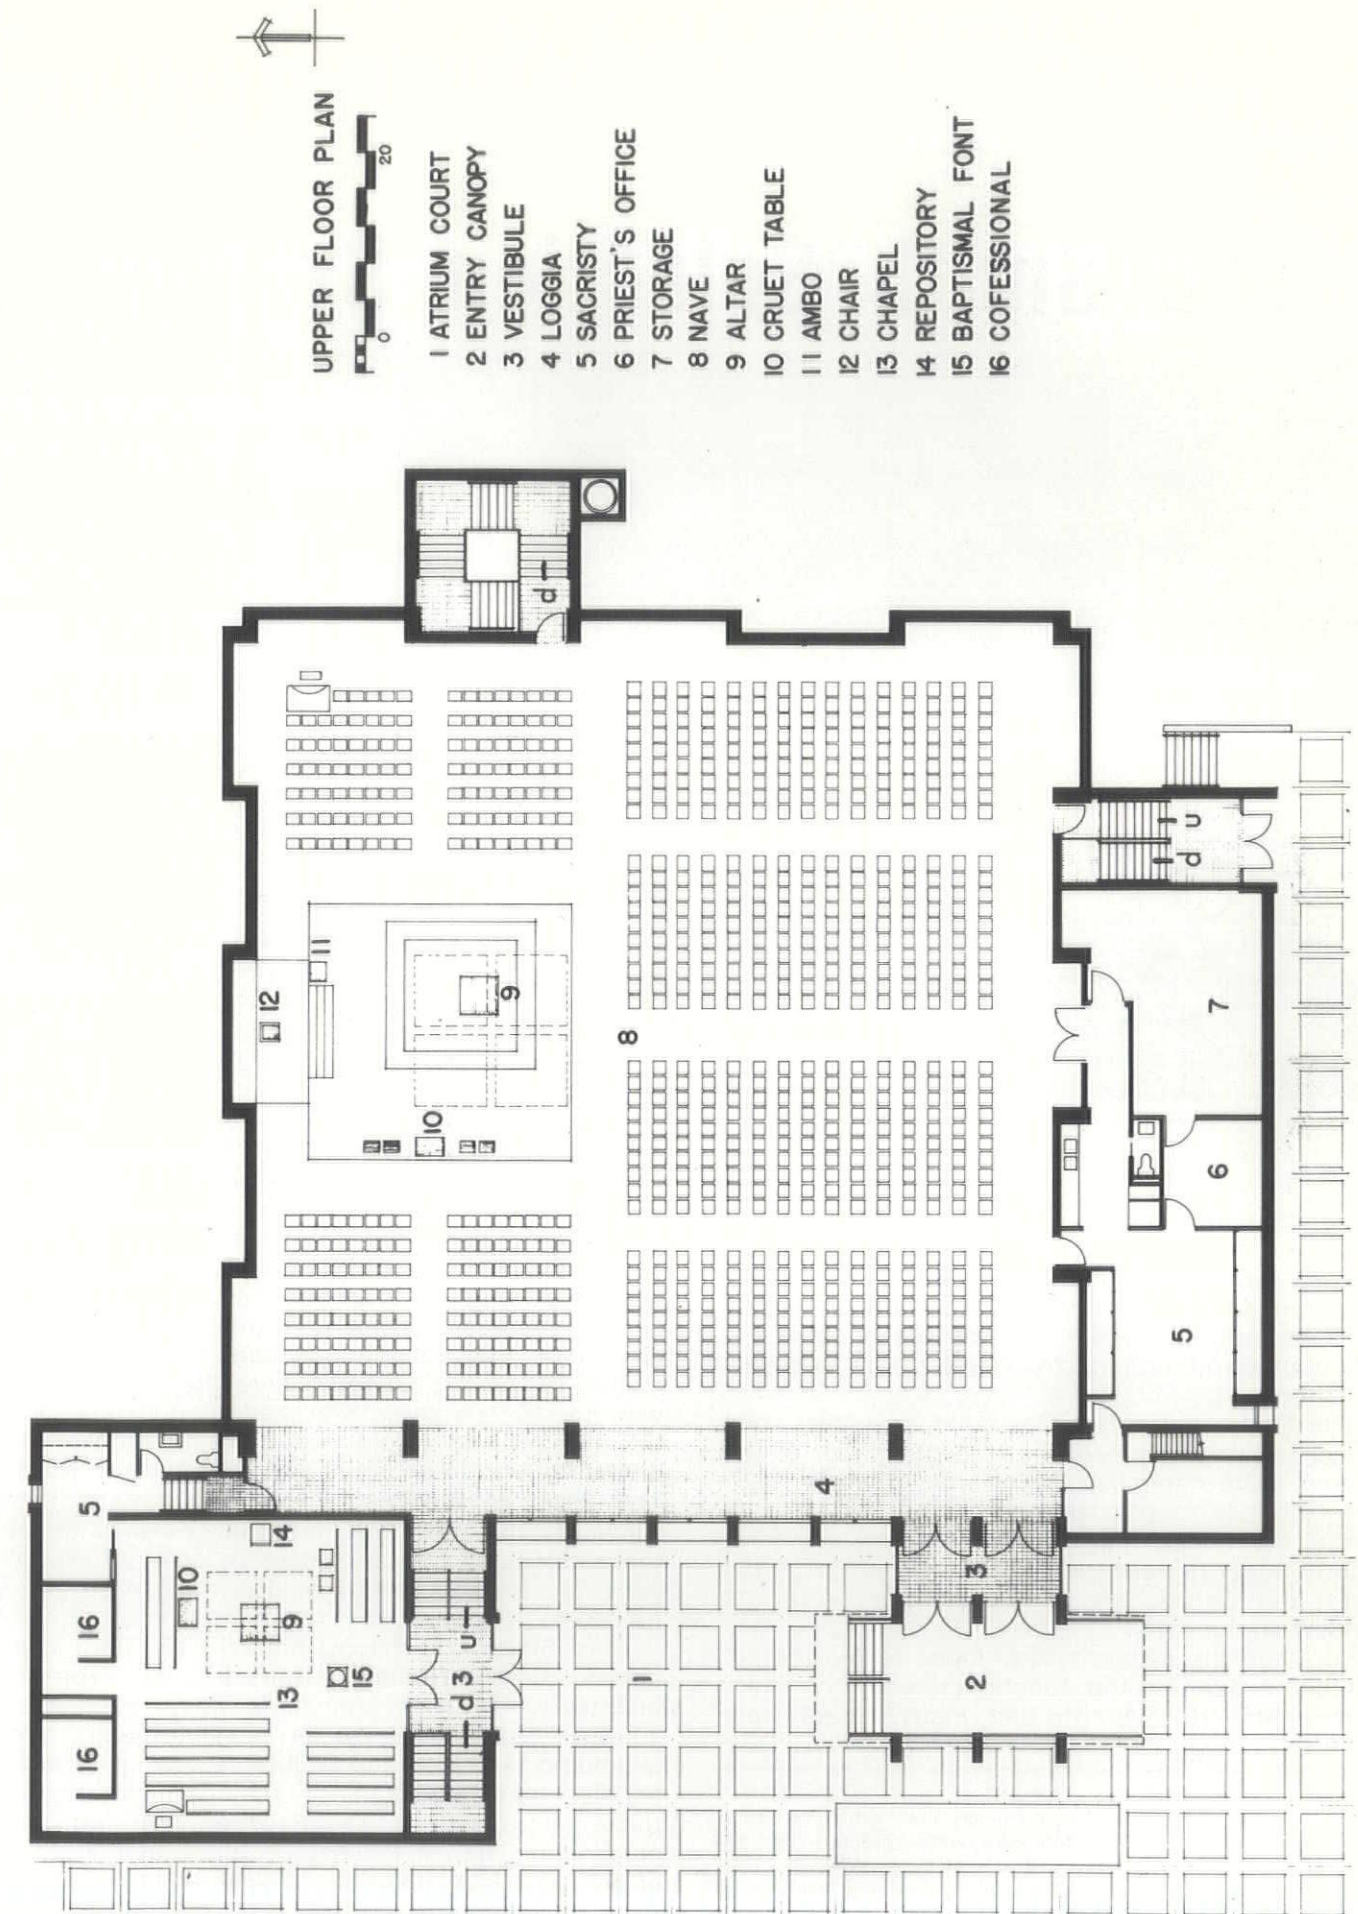 UPPER FLOOR PLAN
0 20
1 ATRIUM COURT
2 ENTRY CANOPY
3 VESTIBULE
4 LOGGIA
5 SACRISTY
6 PRIEST'S OFFICE
7 STORAGE
8 NAVE
9 ALTAR
10 CRUET TABLE
11 AMBO
12 CHAIR
13 CHAPEL
14 REPOSITORY
15 BAPTISMAL FONT
16 COFESSIONAL
5
16
16
10
14
9
15
13
d 3 u
12
11
9
10
8
d
4
1
3
2
d u
7
6
5